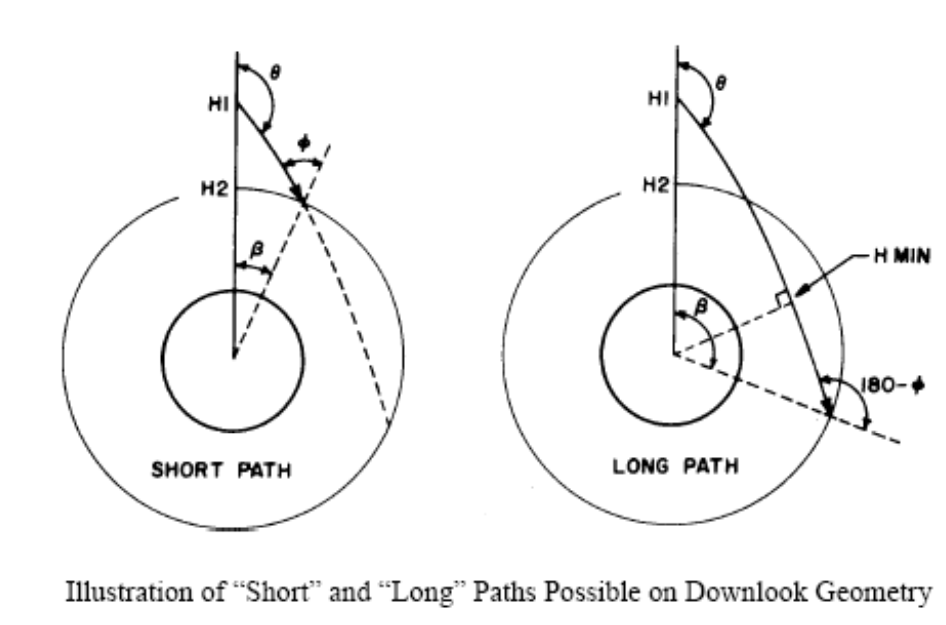 θ
H1
ϕ
H2
β
SHORT PATH
θ
H1
H2
H MIN
β
180-ϕ
LONG PATH
Illustration of “Short” and “Long” Paths Possible on Downlook Geometry